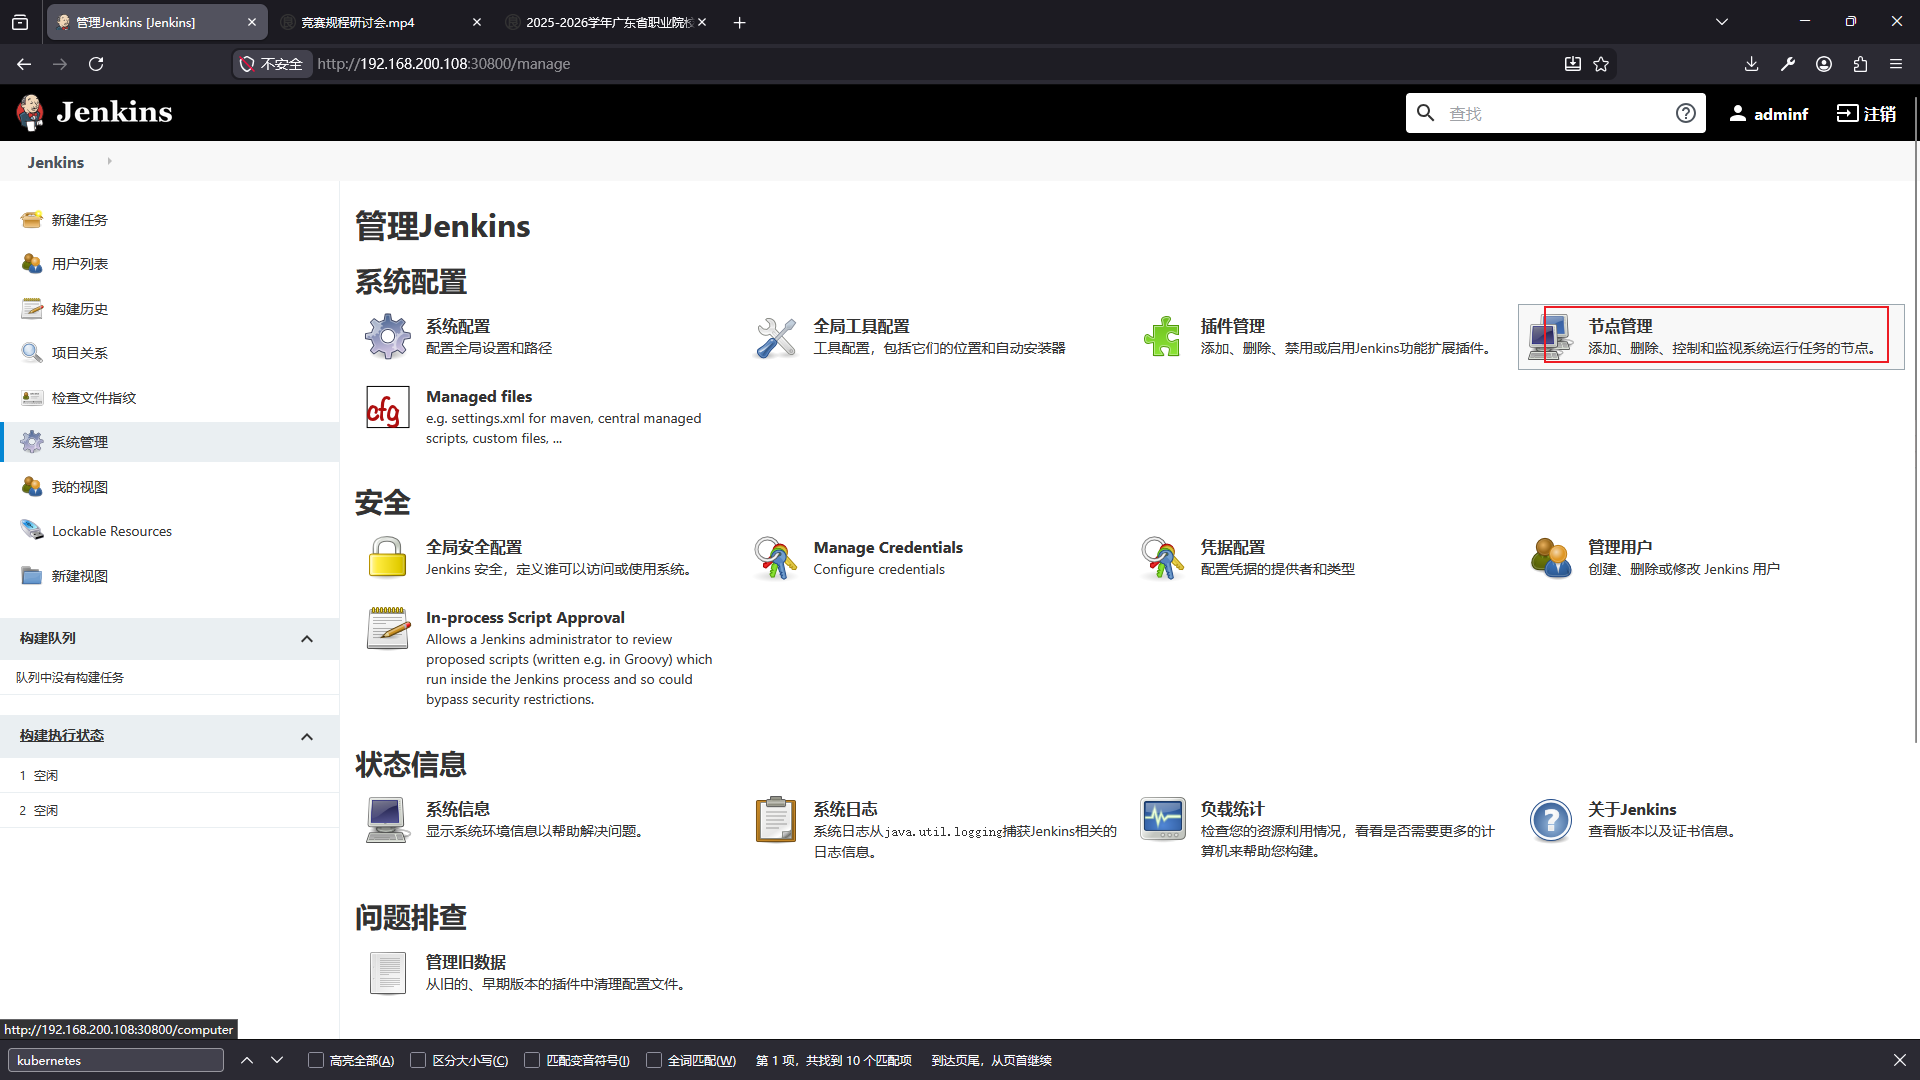 管理Jenkins [Jenkins]
竞赛规程研讨会.mp4
2025-2026学年广东省职业院校
不安全
http://192.168.200.108:30800/manage
Jenkins
查找
adminf
注销
Jenkins
新建任务
用户列表
构建历史
项目关系
检查文件指纹
系统管理
我的视图
Lockable Resources
新建视图
构建队列
队列中没有构建任务
构建执行状态
1 空闲
2 空闲
管理Jenkins
系统配置
系统配置
配置全局设置和路径
全局工具配置
工具配置，包括它们的位置和自动安装器
插件管理
添加、删除、禁用或启用Jenkins功能扩展插件。
节点管理
添加、删除、控制和监视系统运行任务的节点。
cfg
Managed files
e.g. settings.xml for maven, central managed
scripts, custom files, ...
安全
全局安全配置
Jenkins 安全，定义谁可以访问或使用系统。
Manage Credentials
Configure credentials
凭据配置
配置凭据的提供者和类型
管理用户
创建、删除或修改 Jenkins 用户
In-process Script Approval
Allows a Jenkins administrator to review
proposed scripts (written e.g. in Groovy) which
run inside the Jenkins process and so could
bypass security restrictions.
状态信息
系统信息
显示系统环境信息以帮助解决问题。
系统日志
系统日志从java.util.logging捕获Jenkins相关的
日志信息。
负载统计
检查您的资源利用情况，看看是否需要更多的计
算机来帮助您构建。
关于Jenkins
查看版本以及证书信息。
问题排查
管理旧数据
从旧的、早期版本的插件中清理配置文件。
http://192.168.200.108:30800/computer
kubernetes
高亮全部(A)
区分大小写(C)
匹配变音符号(I)
全词匹配(W)
第 1 项，共找到 10 个匹配项
到达页尾，从页首继续